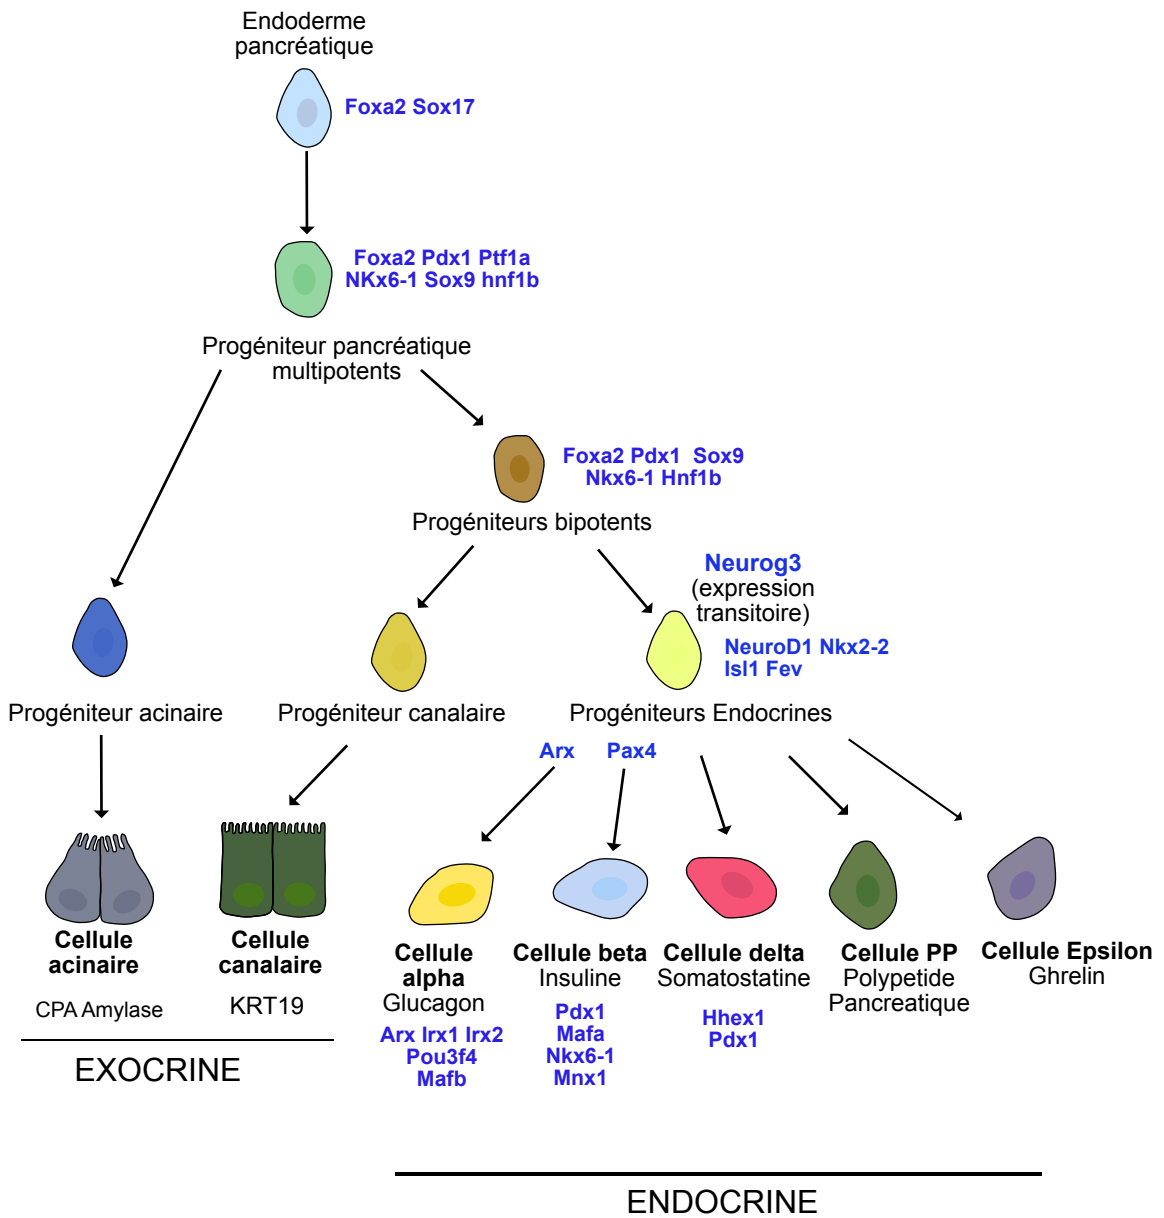 Endoderme
pancréatique
Foxa2 Sox17
Foxa2 Pdx1 Ptf1a
NKx6-1 Sox9 hnf1b
Progéniteur pancréatique
multipotents
Foxa2 Pdx1 Sox9
Nkx6-1 Hnf1b
Progéniteurs bipotents
Neurog3
(expression
transitoire)
NeuroD1 Nkx2-2
Isl1 Fev
Progéniteur acinaire
Progéniteur canalaire
Progéniteurs Endocrines
Arx
Pax4
Cellule
acinaire
CPA Amylase
Cellule
canalaire
KRT19
EXOCRINE
Cellule
alpha
Glucagon
Arx Irx1 Irx2
Pou3f4
Mafb
Cellule beta
Insuline
Pdx1
Mafa
Nkx6-1
Mnx1
Cellule delta
Somatostatine
Hhex1
Pdx1
Cellule PP
Polypetide
Pancreatique
Cellule Epsilon
Ghrelin
ENDOCRINE